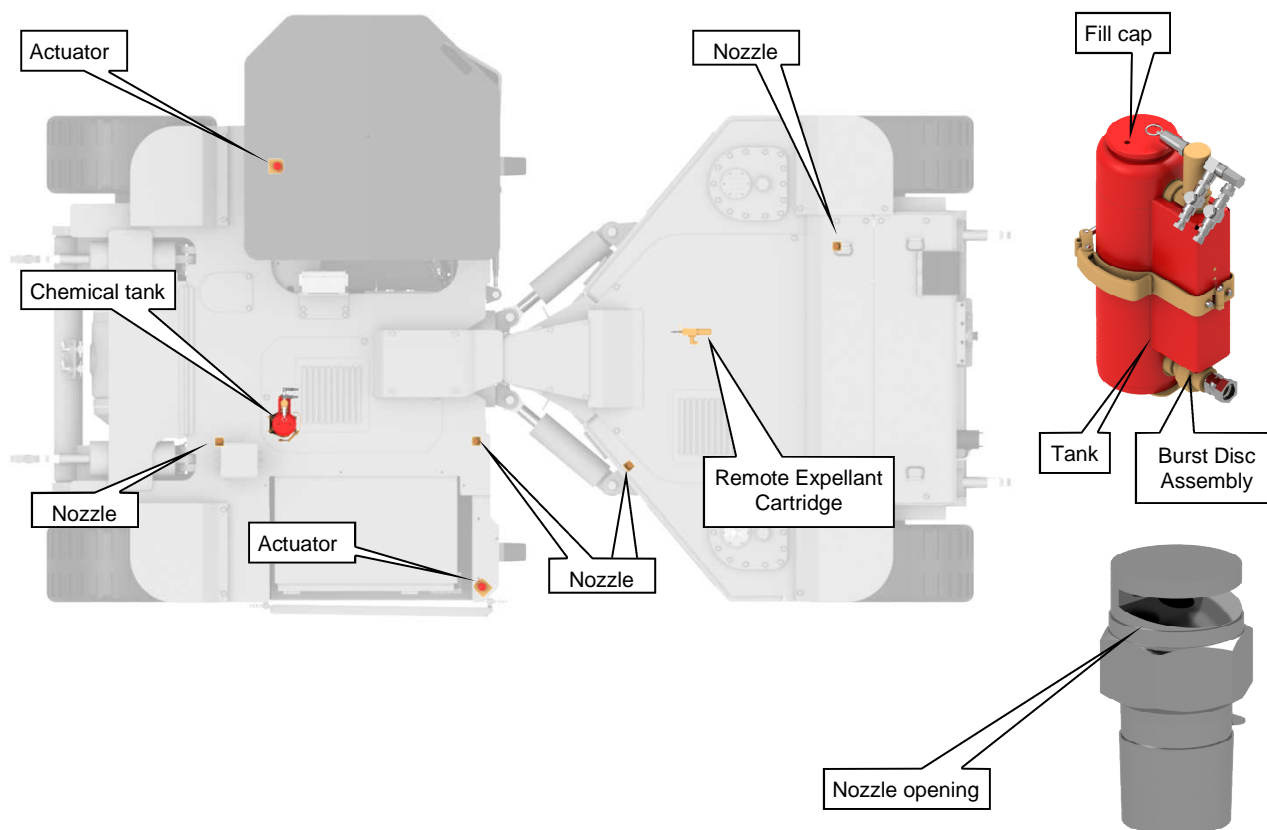 Actuator
Nozzle
Fill cap
Chemical tank
Nozzle
Actuator
Nozzle
Remote Expellant
Cartridge
Tank
Burst Disc
Assembly
Nozzle opening